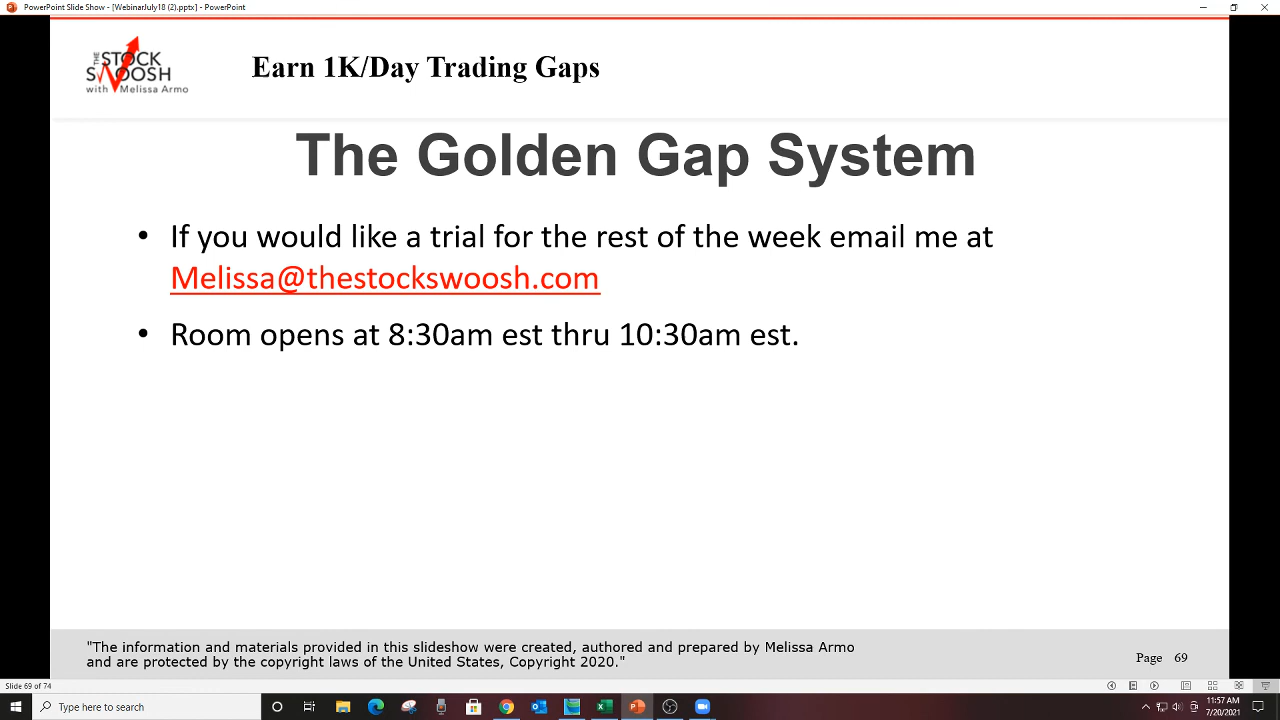 PowerPoint Slide Show - [WebinarJuly18 (2).pptx] - PowerPoint
THE
STOCK
SWOOSH
with Melissa Armo
Earn 1K/Day Trading Gaps
The Golden Gap System
• If you would like a trial for the rest of the week email me at
Melissa@thestockswoosh.com
• Room opens at 8:30am est thru 10:30am est.
"The information and materials provided in this slideshow were created, authored and prepared by Melissa Armo
and are protected by the copyright laws of the United States, Copyright 2020."
Page 69
Slide 69 of 74
Type here to search
11:57 AM
7/20/2021